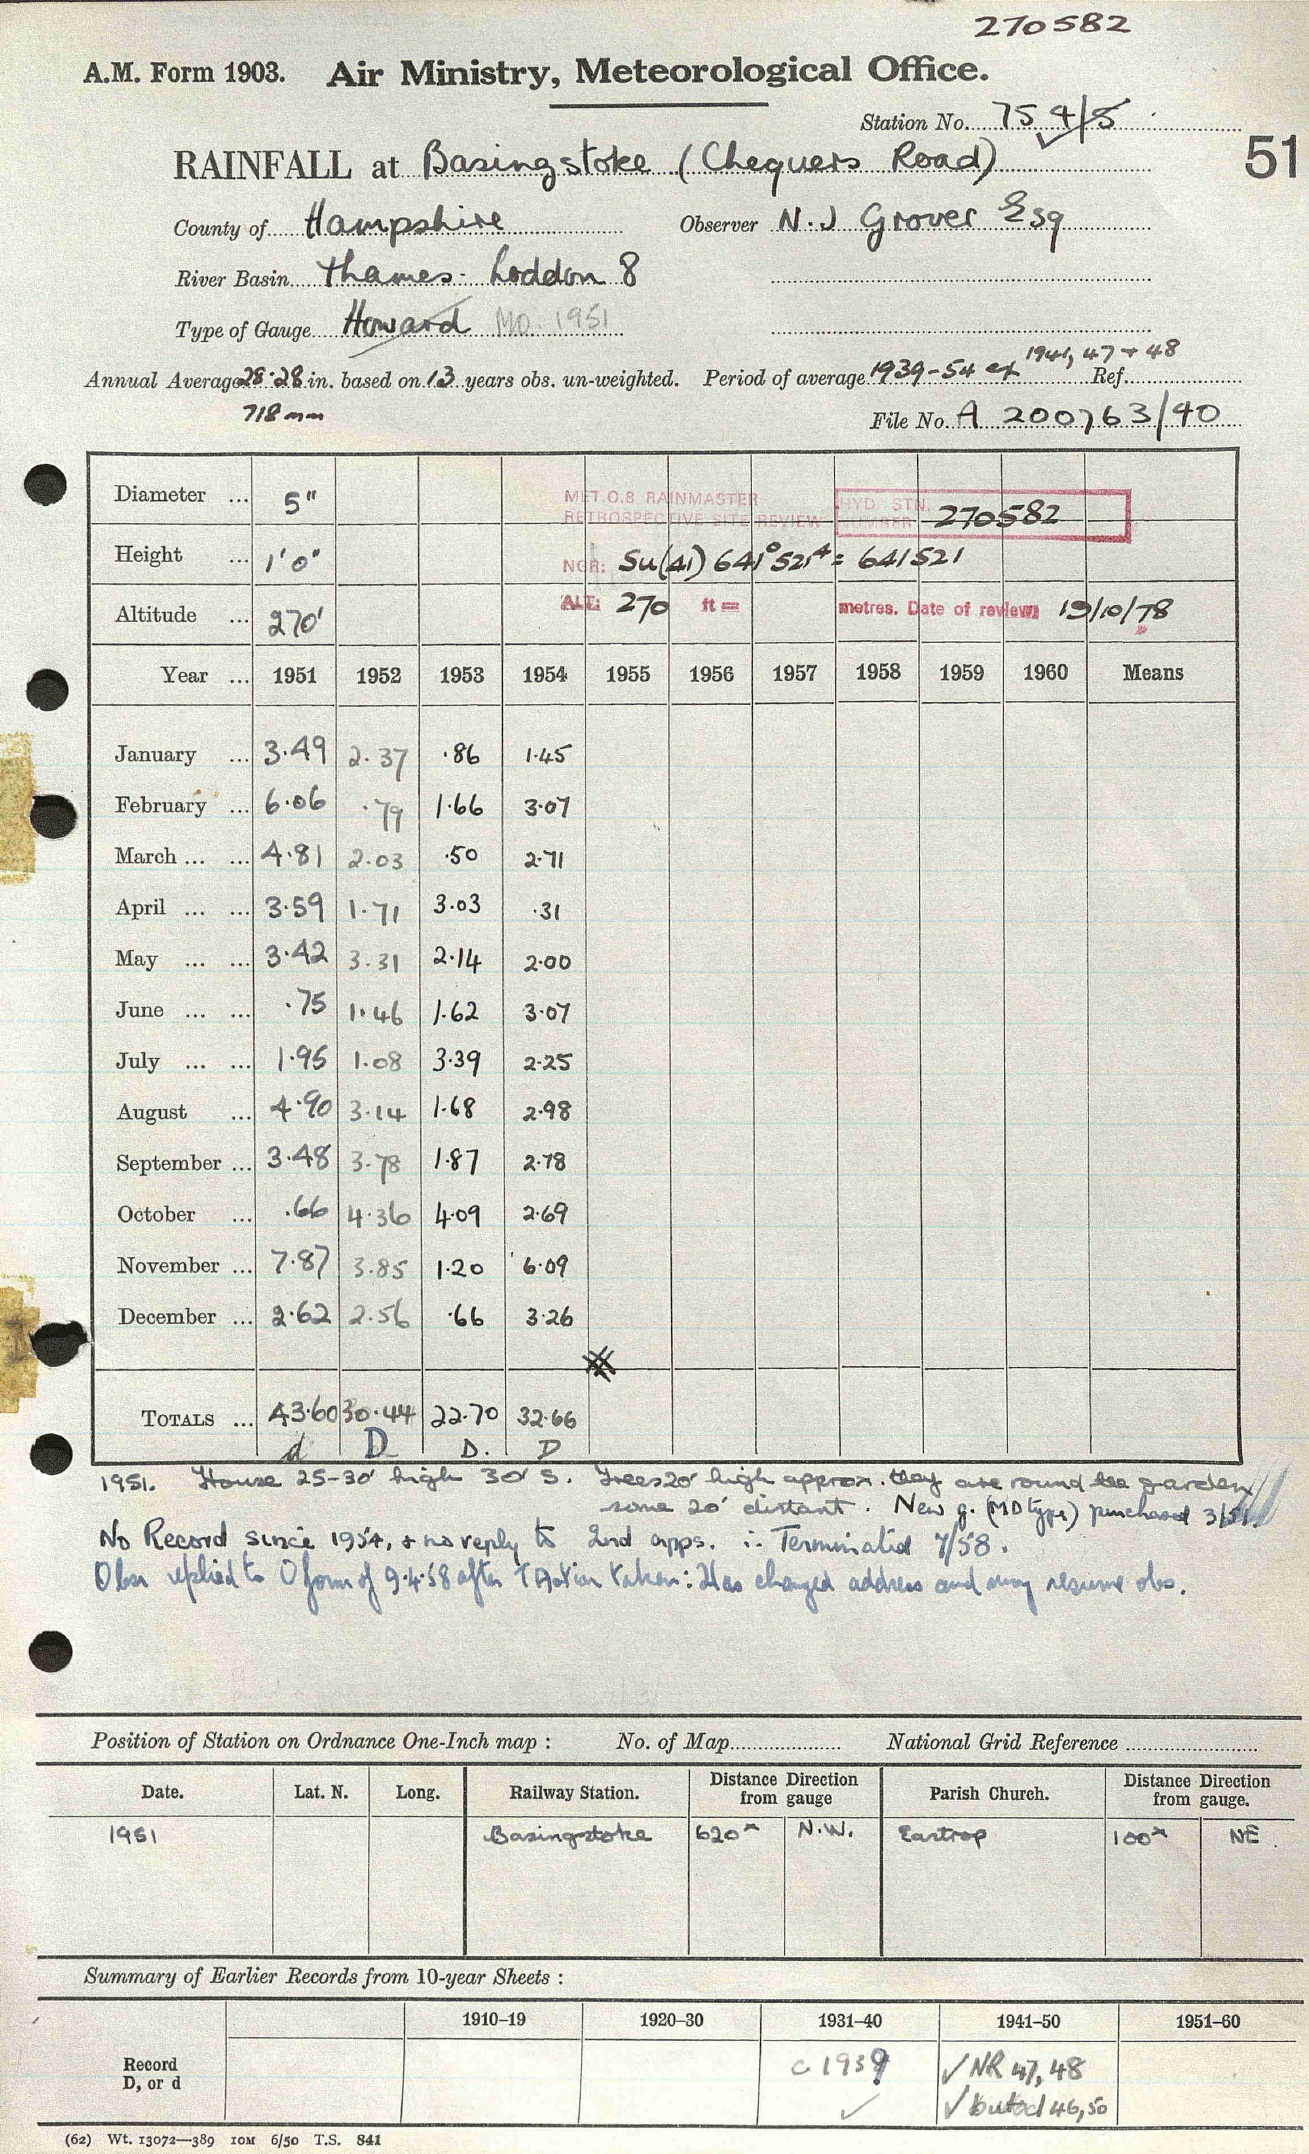 270582
A.M. Form 1903. Air Ministry, Meteorological Office.
Station No. 754/5
51
RAINFALL at Basingstoke (Chequers Road)
County of Hampshire Observer N.J Grover Esq
River Basin Thames - Loddon 8
Type of Gauge Howard MO. 1951
Annual Average 28.28 in. based on 13 years obs. un-weighted. Period of average 1939-54 ex 1941, 47 + 48 Ref.
718 mm
File No. A 200763/40
Diameter ... 5"
MET.O.8 RAINMASTER
RETROSPECTIVE SITE REVIEW
HYD STN. NUMBER 270582
Height ... 1'0"
NGR: SU(41) 641⁰521⁴ = 641521
Altitude ... 270'
ALT: 270 ft = metres. Date of review: 19/10/78
Year ... 1951 1952 1953 1954 1955 1956 1957 1958 1959 1960 Means
January ... 3.49 2.37 .86 1.45
February ... 6.06 .79 1.66 3.07
March ... ... 4.81 2.03 .50 2.71
April ... ... 3.59 1.71 3.03 .31
May ... ... 3.42 3.31 2.14 2.00
June ... ... .75 1.46 1.62 3.07
July ... ... 1.95 1.08 3.39 2.25
August ... 4.90 3.14 1.68 2.98
September ... 3.48 3.78 1.87 2.78
October ... .66 4.36 4.09 2.69
November ... 7.87 3.85 1.20 6.09
December ... 2.62 2.56 .66 3.26
TOTALS ... 43.60 30.44 22.70 32.66
d D D. D
1951. House 25-30' high 30' S. Trees 20' high approx. they are round the garden
some 20' distant. New g. (MO type) purchased 3/51.
No Record since 1954, + no reply to 2nd apps. ∴ Terminated 7/58.
Obsr replied to O form of 9.4.58 after taken: Has changed address and may resume obs.
Position of Station on Ordnance One-Inch map : No. of Map National Grid Reference
Date. Lat. N. Long. Railway Station. Distance Direction from gauge Parish Church. Distance Direction from gauge.
1951 Basingstoke 620ˣ N.W. Eastrop 100ˣ NE.
Summary of Earlier Records from 10-year Sheets :
1910–19 1920–30 1931–40 1941–50 1951–60
Record D, or d
c 1939 ✓ NR 47, 48
✓ ✓ but d 46, 50
(62) Wt. 13072—389 10M 6/50 T.S. 841